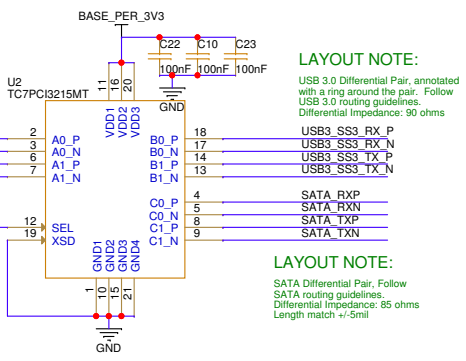 BASE_PER_3V3
C22 C10 C23
100nF 100nF 100nF
GND
LAYOUT NOTE:
USB 3.0 Differential Pair, annotated
with a ring around the pair. Follow
USB 3.0 routing guidelines.
Differential Impedance: 90 ohms
U2
TC7PCI3215MT
11 16 20
VDD1 VDD2 VDD3
2 A0_P B0_P 18 USB3_SS3_RX_P
3 A0_N B0_N 17 USB3_SS3_RX_N
6 A1_P B1_P 14 USB3_SS3_TX_P
7 A1_N B1_N 13 USB3_SS3_TX_N
C0_P 4 SATA_RXP
C0_N 5 SATA_RXN
12 SEL C1_P 8 SATA_TXP
19 XSD C1_N 9 SATA_TXN
GND1 GND2 GND3 GND4
1 10 15 21
GND
LAYOUT NOTE:
SATA Differential Pair, Follow
SATA routing guidelines.
Differential Impedance: 85 ohms
Length match +/-5mil